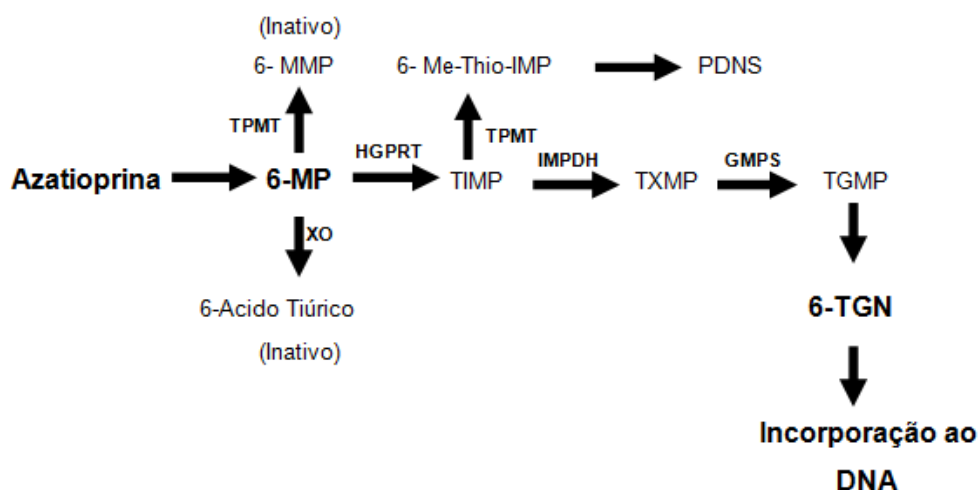 (Inativo)
6- MMP
6- Me-Thio-IMP
PDNS
TPMT
TPMT
HGPRT
IMPDH
GMPS
Azatioprina
6-MP
TIMP
TXMP
TGMP
XO
6-Acido Tiúrico
6-TGN
(Inativo)
Incorporação ao
DNA